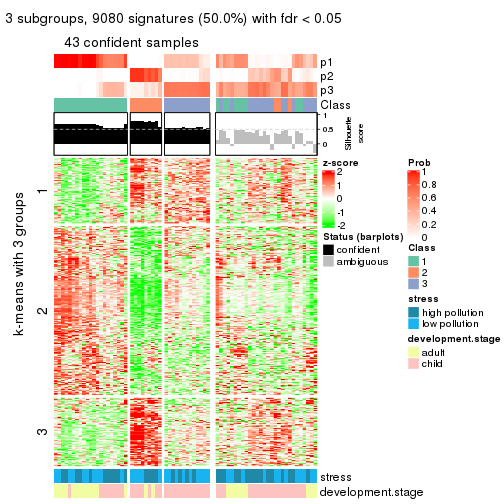 3 subgroups, 9080 signatures (50.0%) with fdr < 0.05
43 confident samples
p1
p2
p3
Class
1
0.5
0
Silhouette
score
k-means with 3 groups
1
2
3
stress
development.stage
z-score
2
1
0
-1
-2
Status (barplots)
confident
ambiguous
Prob
1
0.8
0.6
0.4
0.2
0
Class
1
2
3
stress
high pollution
low pollution
development.stage
adult
child